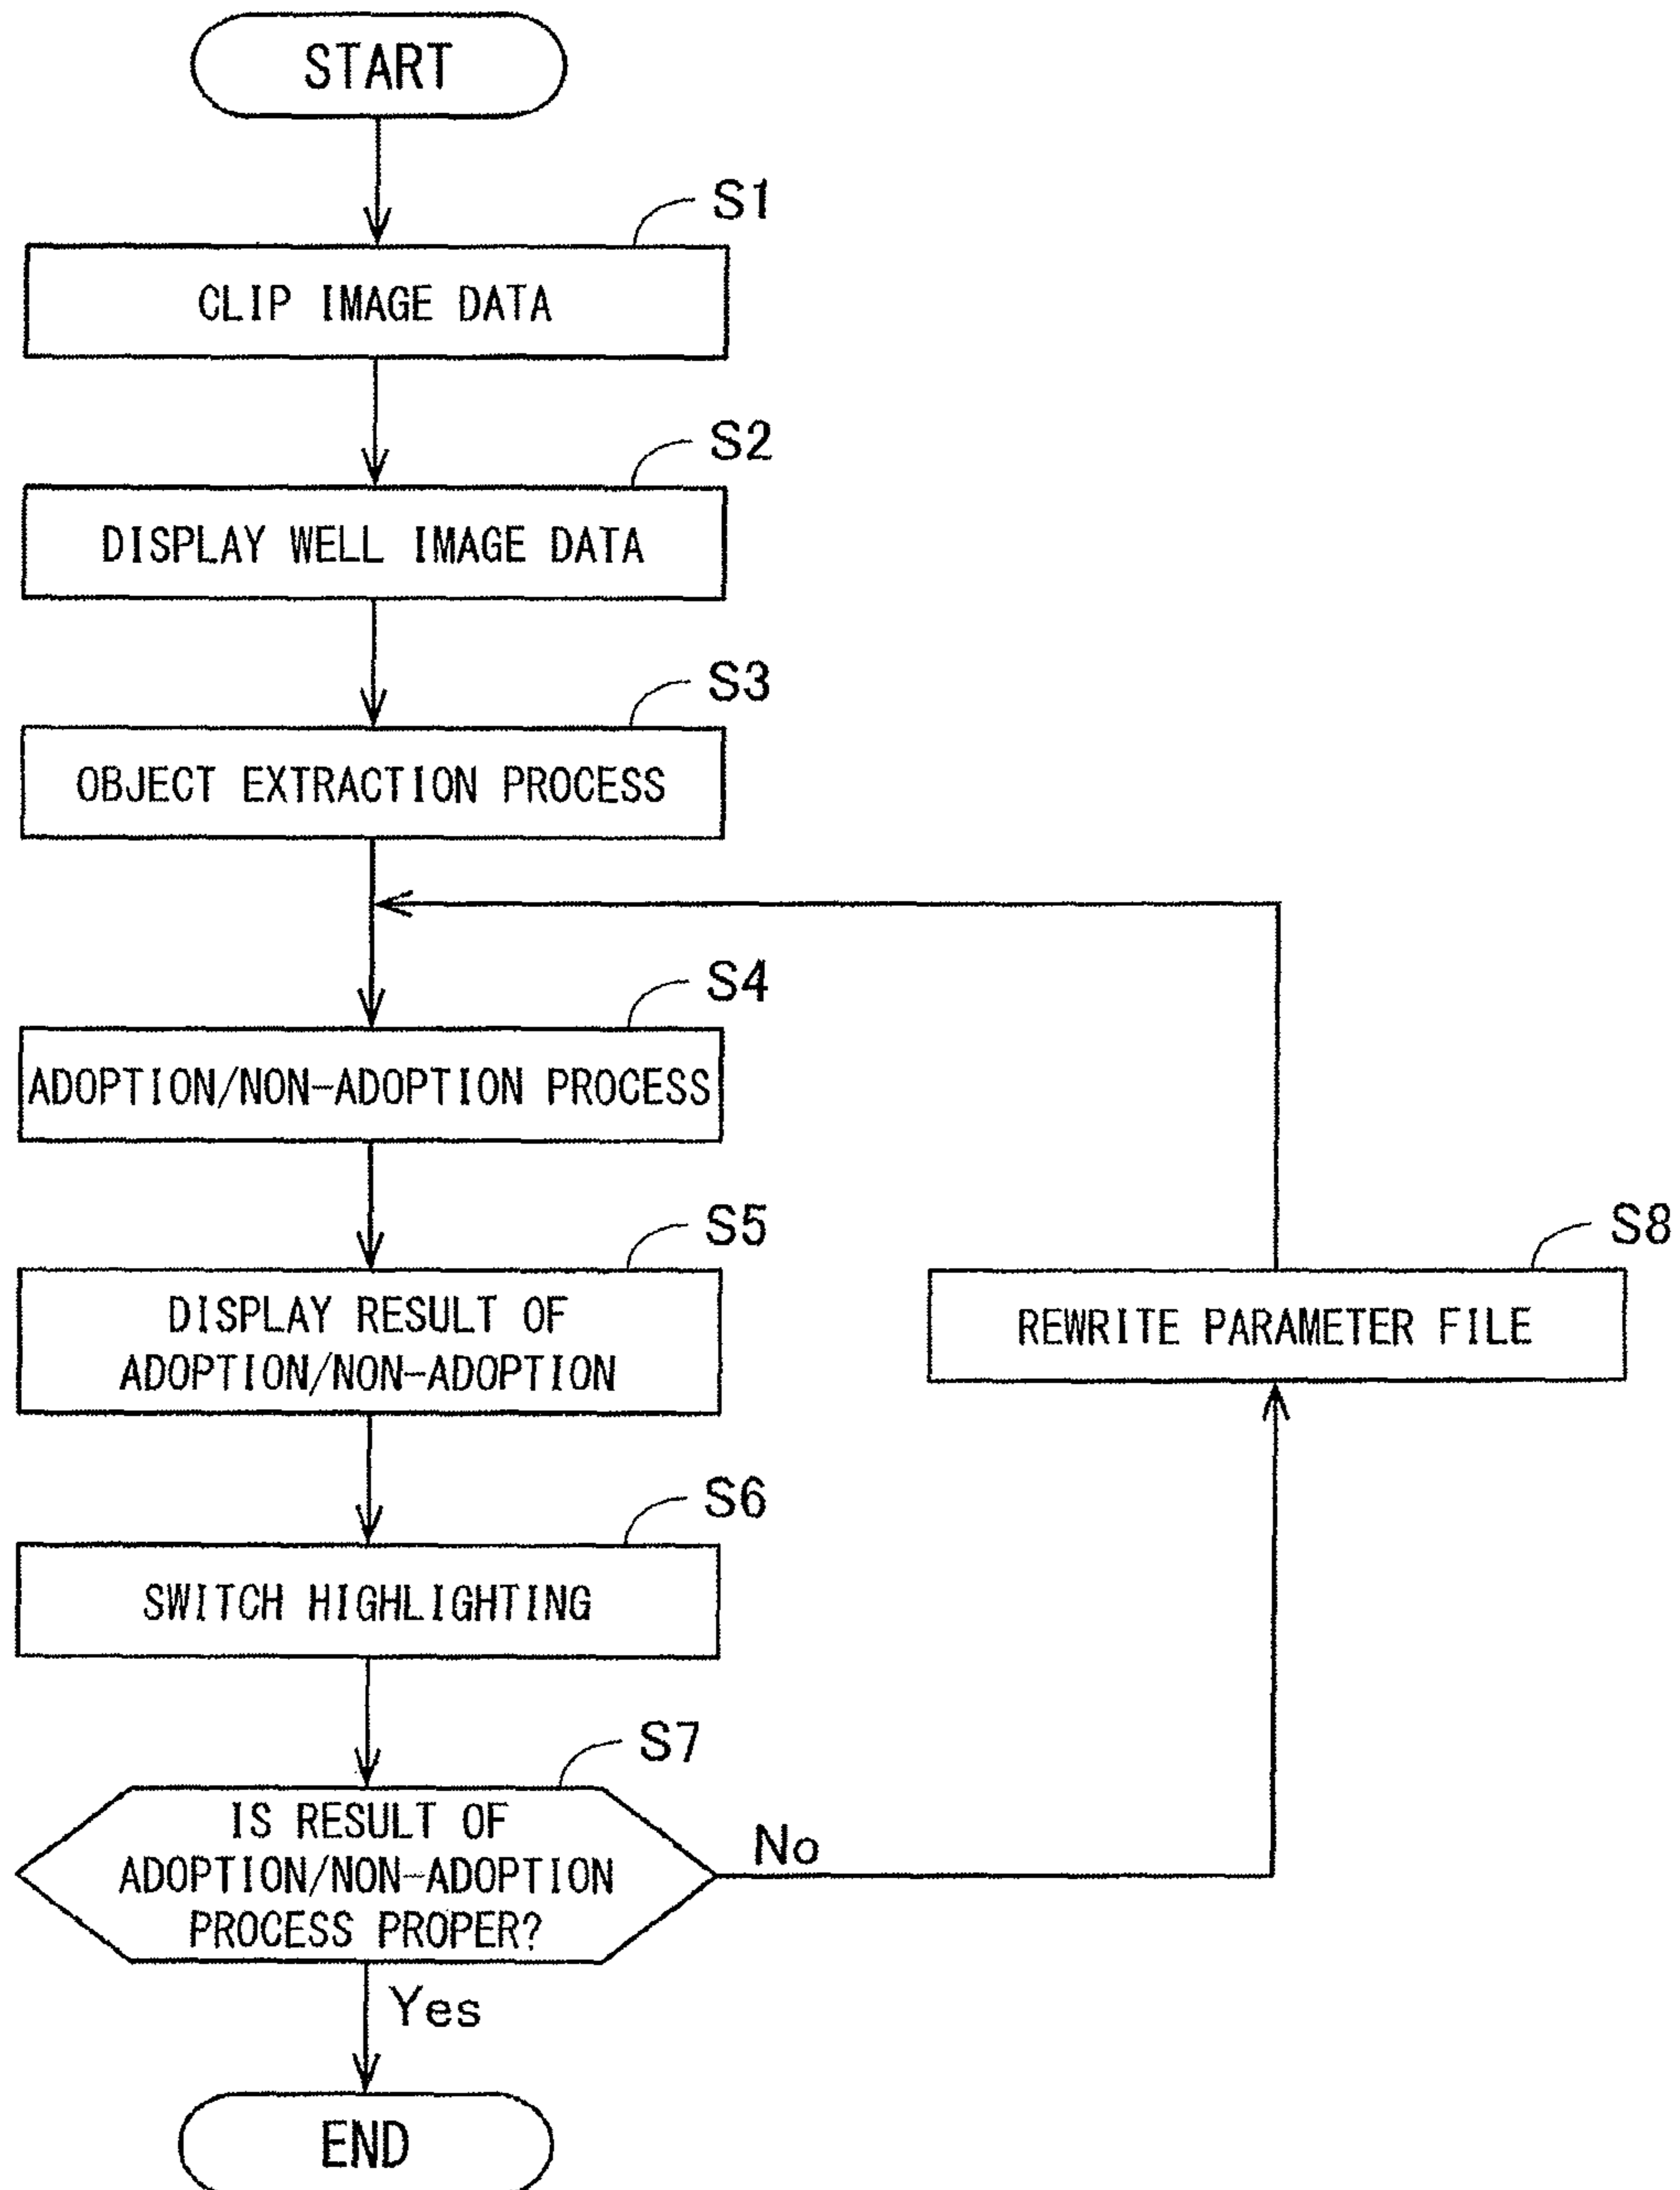 START
S1
CLIP IMAGE DATA
S2
DISPLAY WELL IMAGE DATA
S3
OBJECT EXTRACTION PROCESS
S4
ADOPTION/NON-ADOPTION PROCESS
S5
DISPLAY RESULT OF
ADOPTION/NON-ADOPTION
S8
REWRITE PARAMETER FILE
S6
SWITCH HIGHLIGHTING
S7
IS RESULT OF
ADOPTION/NON-ADOPTION
PROCESS PROPER?
No
Yes
END